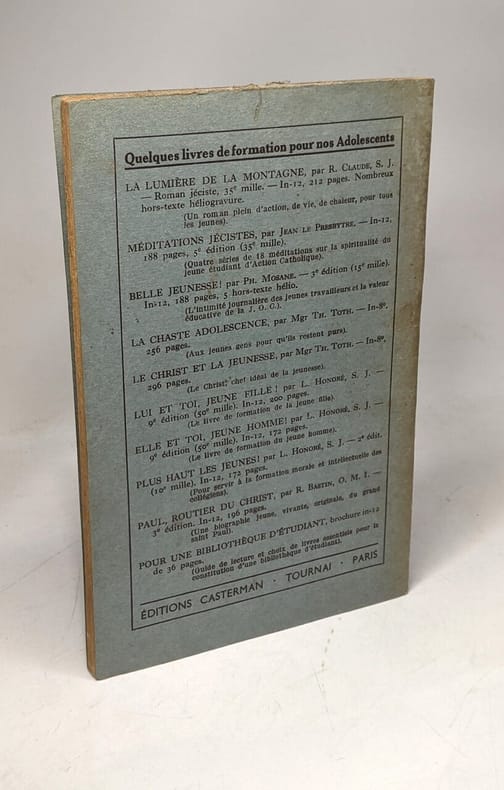 Quelques livres de formation pour nos Adolescents
LA LUMIÈRE DE LA MONTAGNE, par R. CLAUDE, S. J.
— Roman jéciste, 35e mille. — In-12, 212 pages. Nombreux
hors-texte héliogravure.
(Un roman plein d'action, de vie, de chaleur, pour tous
les jeunes).
MÉDITATIONS JÉCISTES, par JEAN LE PRESBYTRE. — In-12,
188 pages, 5e édition (35e mille).
(Quatre séries de 18 méditations sur la spiritualité du
jeune étudiant d'Action Catholique).
BELLE JEUNESSE! par PH. MOSANE. — 3e édition (15e mille).
In-12, 188 pages, 5 hors-texte hélio.
(L'intimité journalière des jeunes travailleurs et la valeur
éducative de la J. O. C.).
LA CHASTE ADOLESCENCE, par Mgr TH. TOTH. — In-8°,
256 pages.
(Aux jeunes gens pour qu'ils restent purs).
LE CHRIST ET LA JEUNESSE, par Mgr TH. TOTH. — In-8°,
296 pages.
(Le Christ, chef idéal de la jeunesse).
LUI ET TOI, JEUNE FILLE! par L. HONORÉ, S. J. —
9e édition (50e mille). In-12, 200 pages.
(Le livre de formation de la jeune fille).
ELLE ET TOI, JEUNE HOMME! par L. HONORÉ, S. J. —
9e édition (50e mille). In-12, 172 pages.
(Le livre de formation du jeune homme).
PLUS HAUT LES JEUNES! par L. HONORÉ, S. J. — 2e édit.
(10e mille). In-12, 172 pages.
(Pour servir à la formation morale et intellectuelle des
collégiens).
PAUL, ROUTIER DU CHRIST, par R. BASTIN, O. M. I. —
3e édition. In-12, 196 pages.
(Une biographie jeune, vivante, originale, du grand
saint Paul).
POUR UNE BIBLIOTHÈQUE D'ÉTUDIANT, brochure in-12
de 36 pages.
(Guide de lecture et choix de livres essentiels pour la
constitution d'une bibliothèque d'étudiant).
ÉDITIONS CASTERMAN · TOURNAI · PARIS